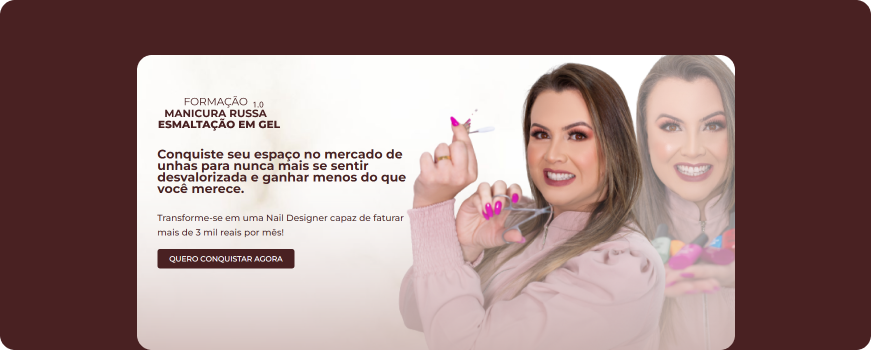 FORMAÇÃO 1.0
MANICURA RUSSA
ESMALTAÇÃO EM GEL
Conquiste seu espaço no mercado de
unhas para nunca mais se sentir
desvalorizada e ganhar menos do que
você merece.
Transforme-se em uma Nail Designer capaz de faturar
mais de 3 mil reais por mês!
QUERO CONQUISTAR AGORA